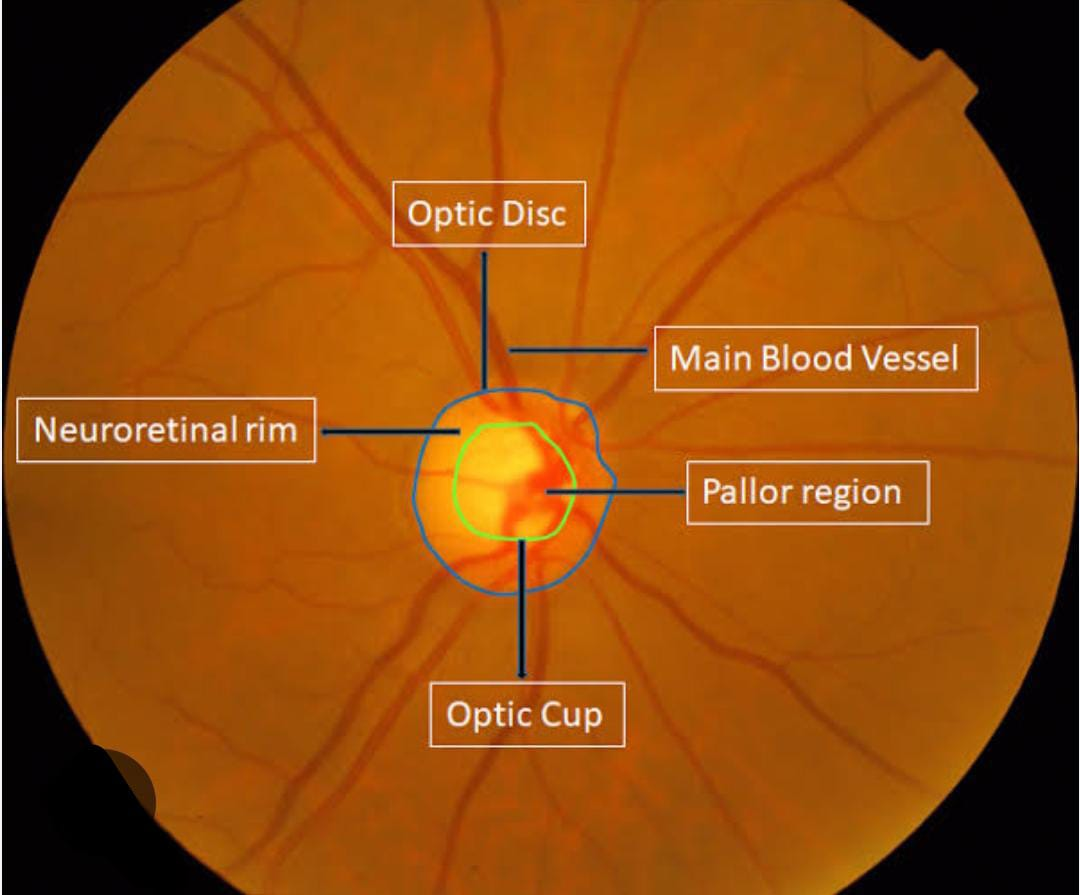 Optic Disc
Main Blood Vessel
Neuroretinal rim
Pallor region
Optic Cup